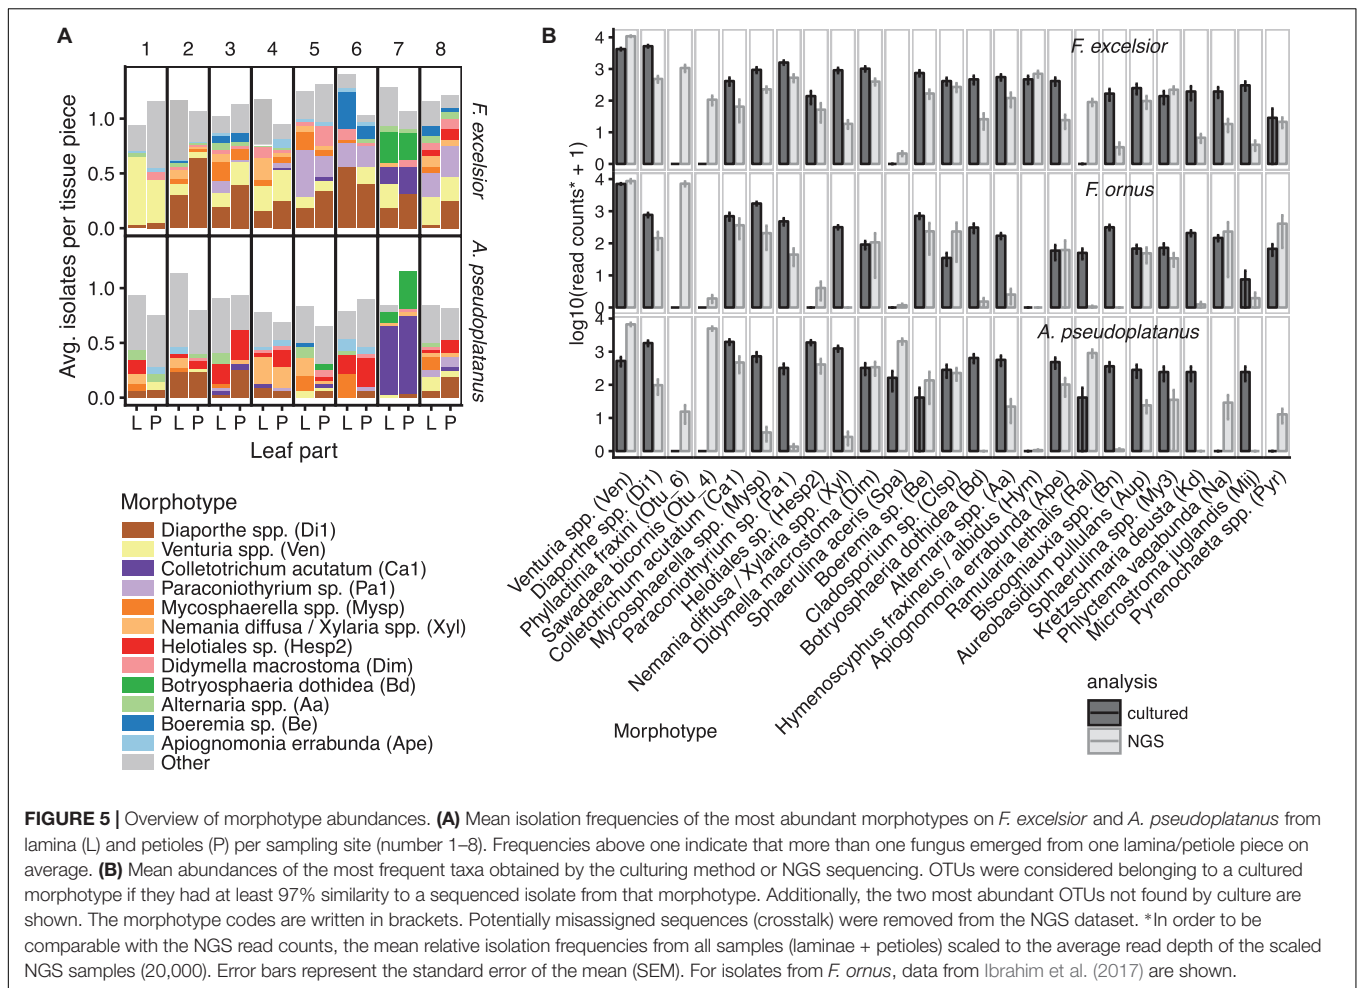 A
1 2 3 4 5 6 7 8
Avg. isolates per tissue piece
1.0
0.5
0.0
F. excelsior
1.0
0.5
0.0
A. pseudoplatanus
L P L P L P L P L P L P L P L P
Leaf part
Morphotype
Diaporthe spp. (Di1)
Venturia spp. (Ven)
Colletotrichum acutatum (Ca1)
Paraconiothyrium sp. (Pa1)
Mycosphaerella spp. (Mysp)
Nemania diffusa / Xylaria spp. (Xyl)
Helotiales sp. (Hesp2)
Didymella macrostoma (Dim)
Botryosphaeria dothidea (Bd)
Alternaria spp. (Aa)
Boeremia sp. (Be)
Apiognomonia errabunda (Ape)
Other
B
log10(read counts* + 1)
4
3
2
1
0
F. excelsior
4
3
2
1
0
F. ornus
4
3
2
1
0
A. pseudoplatanus
Venturia spp. (Ven)
Diaporthe spp. (Di1)
Phyllactinia fraxini (Otu_6)
Sawadaea bicornis (Otu_4)
Colletotrichum acutatum (Ca1)
Mycosphaerella spp. (Mysp)
Paraconiothyrium sp. (Pa1)
Helotiales sp. (Hesp2)
Nemania diffusa / Xylaria spp. (Xyl)
Didymella macrostoma (Dim)
Sphaerulina aceris (Spa)
Boeremia sp. (Be)
Cladosporium sp. (Cisp)
Botryosphaeria dothidea (Bd)
Alternaria spp. (Aa)
Hymenoscyphus fraxineus / albidus (Hym)
Apiognomonia errabunda (Ape)
Ramularia lethalis (Ral)
Biscogniauxia spp. (Bn)
Aureobasidium pullulans (Aup)
Sphaerulina spp. (My3)
Kretzschmaria deusta (Kd)
Phlyctema vagabunda (Na)
Microstroma juglandis (Mij)
Pyrenochaeta spp. (Pyr)
Morphotype
analysis
cultured
NGS
FIGURE 5 | Overview of morphotype abundances. (A) Mean isolation frequencies of the most abundant morphotypes on F. excelsior and A. pseudoplatanus from
lamina (L) and petioles (P) per sampling site (number 1–8). Frequencies above one indicate that more than one fungus emerged from one lamina/petiole piece on
average. (B) Mean abundances of the most frequent taxa obtained by the culturing method or NGS sequencing. OTUs were considered belonging to a cultured
morphotype if they had at least 97% similarity to a sequenced isolate from that morphotype. Additionally, the two most abundant OTUs not found by culture are
shown. The morphotype codes are written in brackets. Potentially misassigned sequences (crosstalk) were removed from the NGS dataset. *In order to be
comparable with the NGS read counts, the mean relative isolation frequencies from all samples (laminae + petioles) scaled to the average read depth of the scaled
NGS samples (20,000). Error bars represent the standard error of the mean (SEM). For isolates from F. ornus, data from Ibrahim et al. (2017) are shown.